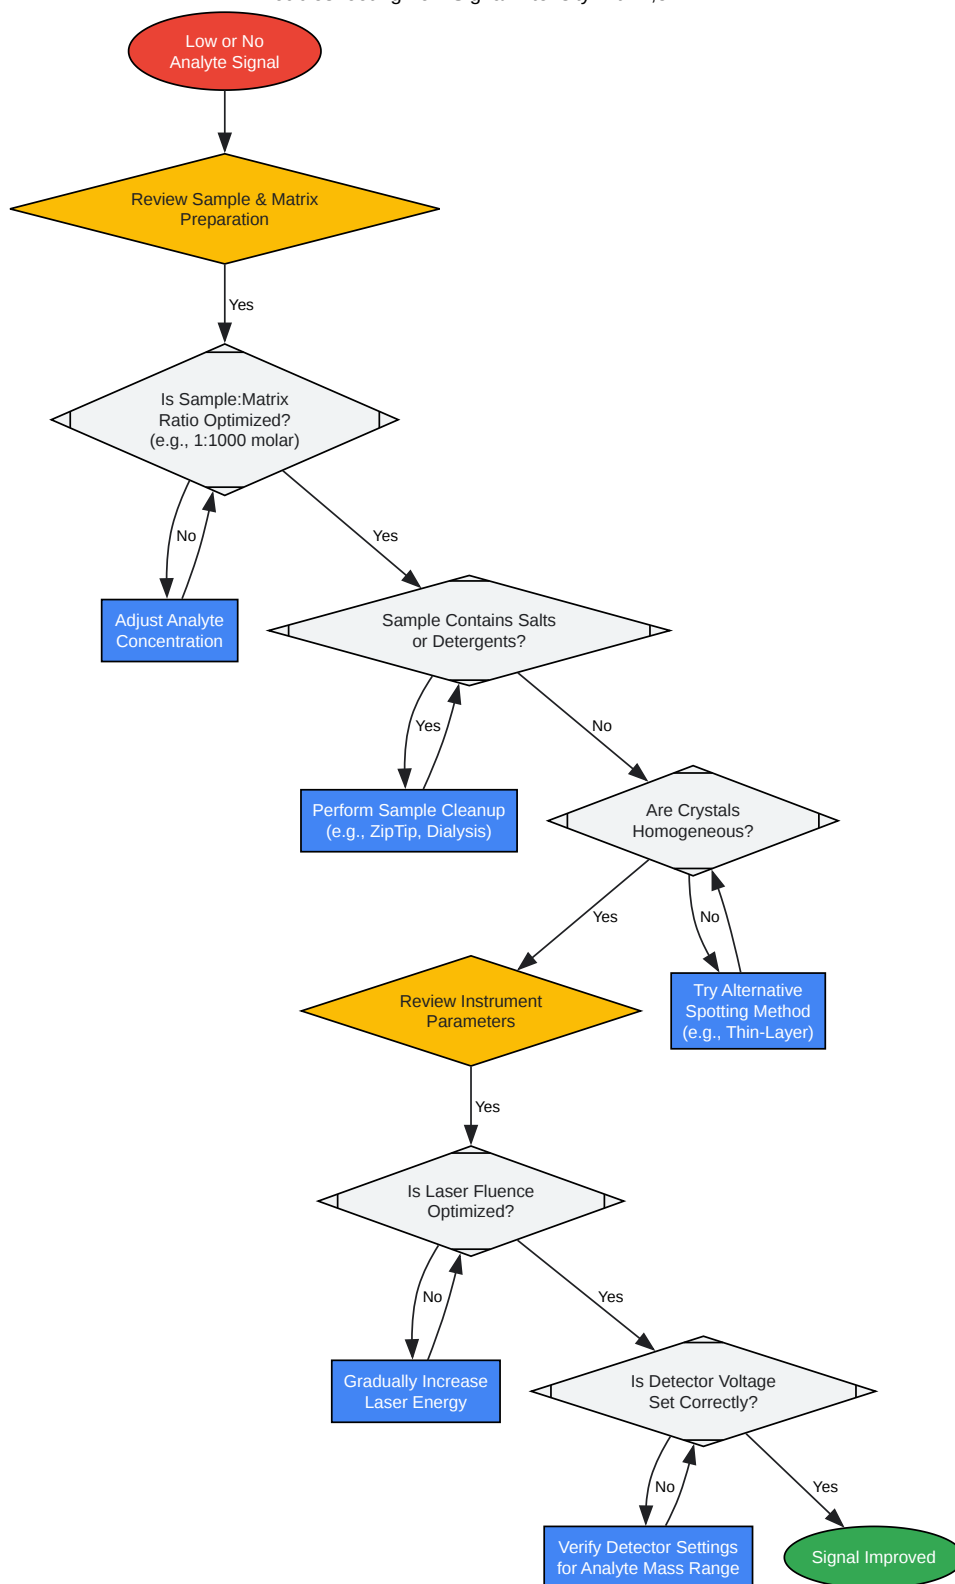 Low or No
Analyte Signal
Review Sample & Matrix
Preparation
Yes
Is Sample:Matrix
Ratio Optimized?
(e.g., 1:1000 molar)
No
Yes
Adjust Analyte
Concentration
Sample Contains Salts
or Detergents?
Yes
No
Perform Sample Cleanup
(e.g., ZipTip, Dialysis)
Are Crystals
Homogeneous?
Yes
No
Review Instrument
Parameters
Try Alternative
Spotting Method
(e.g., Thin-Layer)
Yes
Is Laser Fluence
Optimized?
No
Yes
Gradually Increase
Laser Energy
Is Detector Voltage
Set Correctly?
No
Yes
Verify Detector Settings
for Analyte Mass Range
Signal Improved